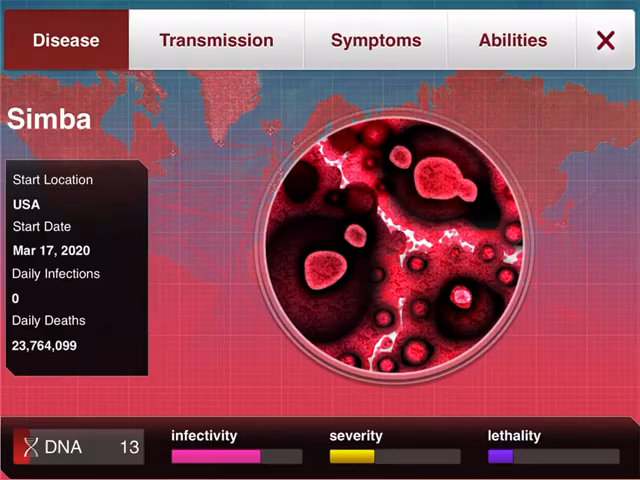 Disease
Transmission
Symptoms
Abilities
Simba
Start Location
USA
Start Date
Mar 17, 2020
Daily Infections
0
Daily Deaths
23,764,099
DNA 13
infectivity
severity
lethality